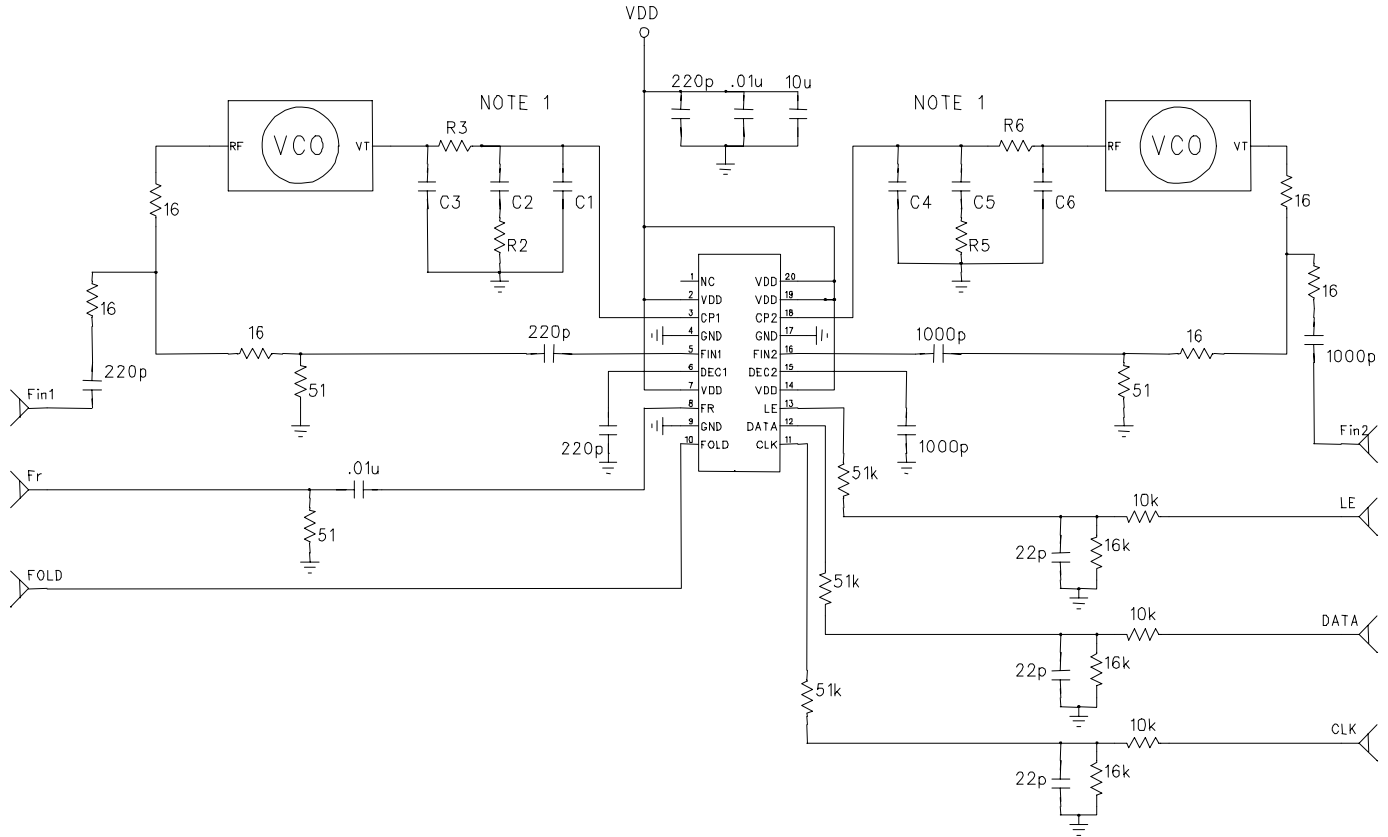 VDD
220p .01u 10u
NOTE 1
NOTE 1
R3
R6
RF VCO VT
RF VCO VT
C3
C2
C1
R2
C4
C5
C6
R5
16
16
16
16
1 NC VDD 20
2 VDD VDD 19
3 CP1 CP2 18
4 GND GND 17
5 FIN1 FIN2 16
6 DEC1 DEC2 15
7 VDD VDD 14
8 FR LE 13
9 GND DATA 12
10 FOLD CLK 11
16
220p
1000p
16
220p
1000p
51
51
Fin1
Fin2
220p
1000p
Fr
.01u
51
51k
10k
LE
22p
16k
FOLD
51k
10k
DATA
22p
16k
51k
10k
CLK
22p
16k